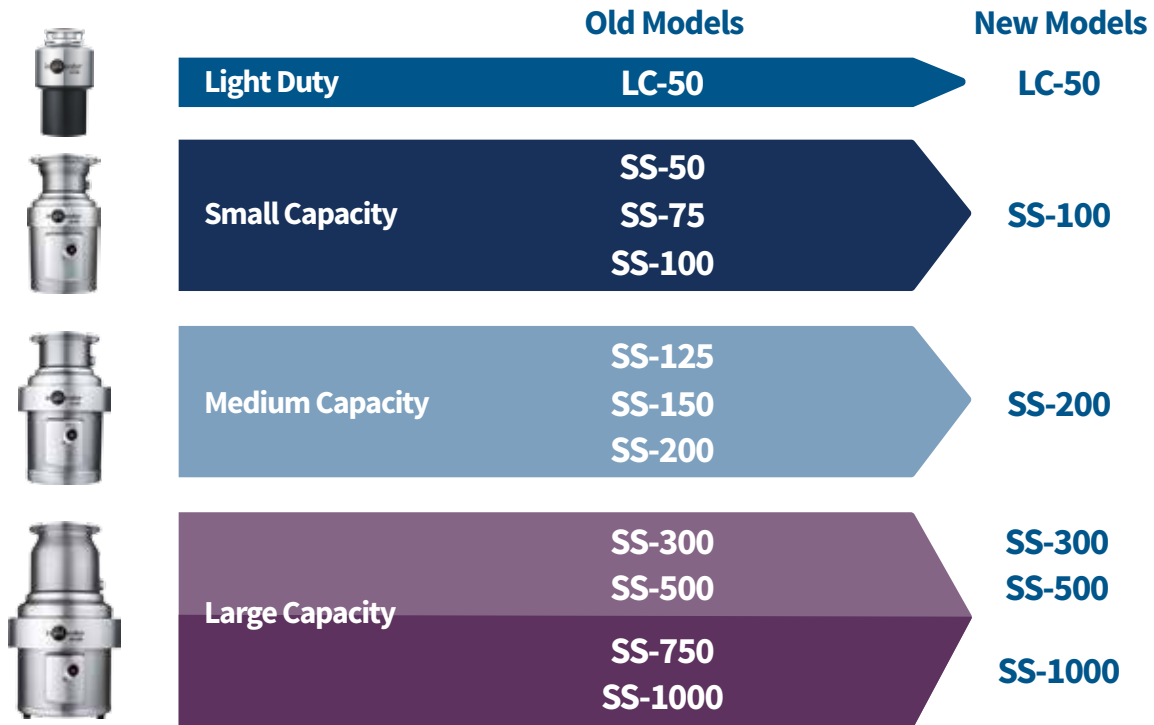 Old Models New Models
Light Duty LC-50 LC-50
SS-50
Small Capacity SS-75 SS-100
SS-100
SS-125
Medium Capacity SS-150 SS-200
SS-200
SS-300 SS-300
SS-500 SS-500
Large Capacity
SS-750
SS-1000
SS-1000